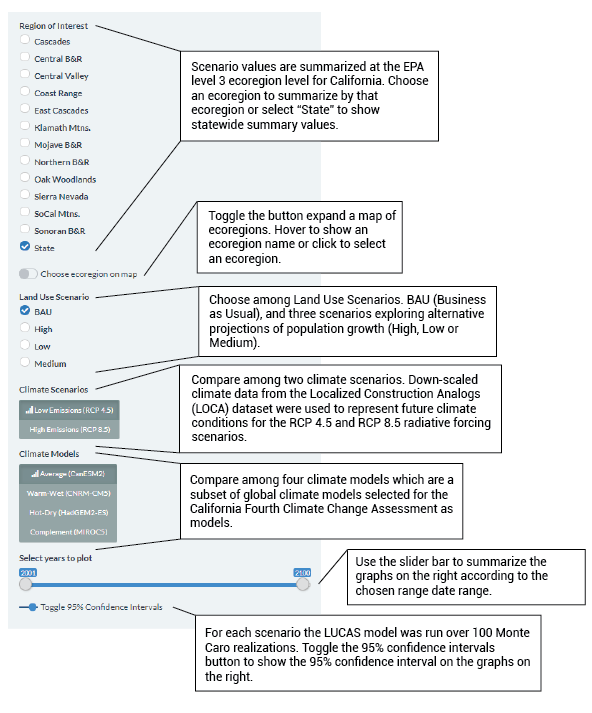 Region of Interest
Cascades
Central B&R
Central Valley
Coast Range
East Cascades
Klamath Mtns.
Mojave B&R
Northern B&R
Oak Woodlands
Sierra Nevada
SoCal Mtns.
Sonoran B&R
State
Choose ecoregion on map
Land Use Scenario
BAU
High
Low
Medium
Climate Scenarios
Low Emissions (RCP 4.5)
High Emissions (RCP 8.5)
Climate Models
Average (CanESM2)
Warm-Wet (CNRM-CM5)
Hot-Dry (HadGEM2-ES)
Complement (MIROC5)
Select years to plot
2001 2100
Toggle 95% Confidence Intervals
Scenario values are summarized at the EPA
level 3 ecoregion level for California. Choose
an ecoregion to summarize by that
ecoregion or select “State” to show
statewide summary values.
Toggle the button expand a map of
ecoregions. Hover to show an
ecoregion name or click to select
an ecoregion.
Choose among Land Use Scenarios. BAU (Business
as Usual), and three scenarios exploring alternative
projections of population growth (High, Low or
Medium).
Compare among two climate scenarios. Down-scaled
climate data from the Localized Construction Analogs
(LOCA) dataset were used to represent future climate
conditions for the RCP 4.5 and RCP 8.5 radiative forcing
scenarios.
Compare among four climate models which are a
subset of global climate models selected for the
California Fourth Climate Change Assessment as
models.
Use the slider bar to summarize the
graphs on the right according to the
chosen range date range.
For each scenario the LUCAS model was run over 100 Monte
Caro realizations. Toggle the 95% confidence intervals
button to show the 95% confidence interval on the graphs on
the right.